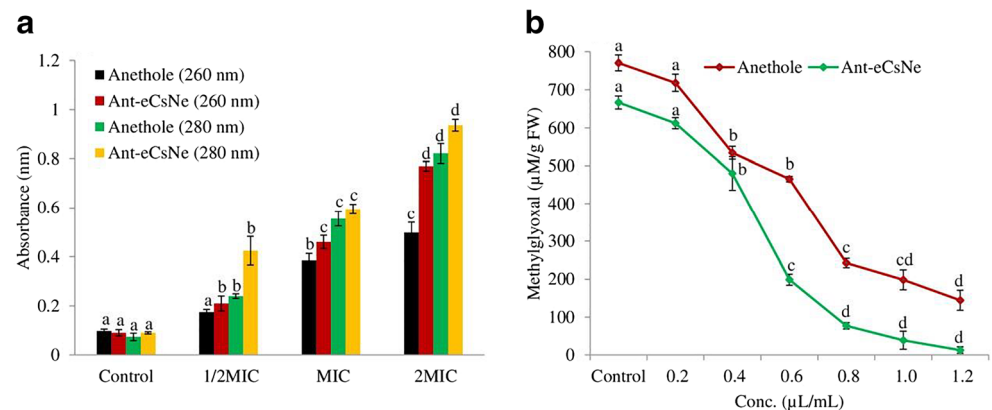 a
1.2
1
0.8
0.6
0.4
0.2
0
Absorbance (nm)
Anethole (260 nm)
Ant-eCsNe (260 nm)
Anethole (280 nm)
Ant-eCsNe (280 nm)
a a a a
a b b b
b c c c
c d d d
Control 1/2MIC MIC 2MIC
b
800
700
600
500
400
300
200
100
0
Methylglyoxal (µM/g FW)
Anethole Ant-eCsNe
a a b b c cd d
a a b c d d d
Control 0.2 0.4 0.6 0.8 1.0 1.2
Conc. (µL/mL)